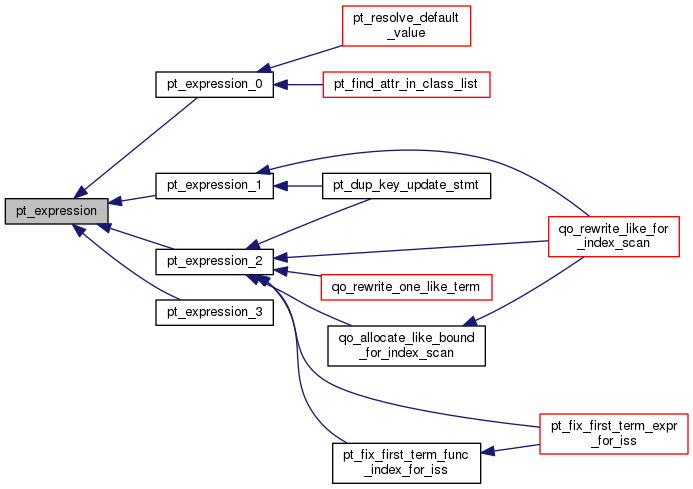 pt_resolve_default
_value
pt_expression_0
pt_find_attr_in_class_list
pt_expression_1
pt_dup_key_update_stmt
pt_expression
qo_rewrite_like_for
_index_scan
pt_expression_2
qo_rewrite_one_like_term
pt_expression_3
qo_allocate_like_bound
_for_index_scan
pt_fix_first_term_expr
_for_iss
pt_fix_first_term_func
_index_for_iss